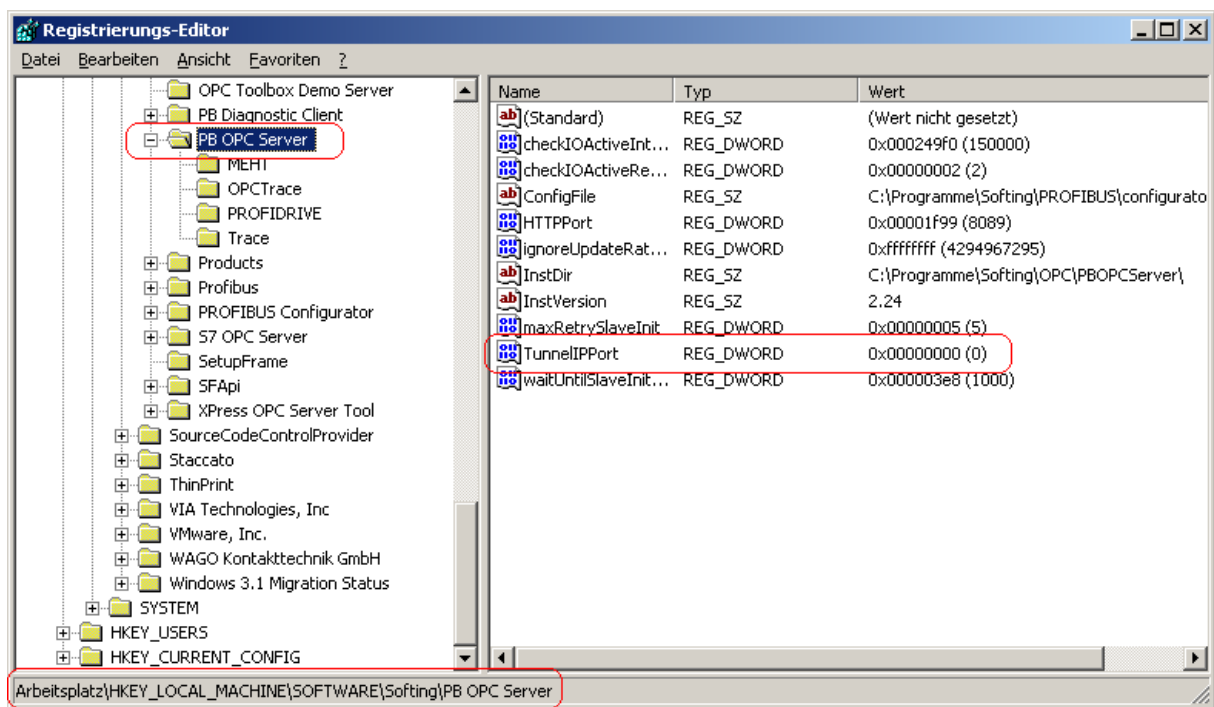 Registrierungs-Editor
Datei Bearbeiten Ansicht Favoriten ?
OPC Toolbox Demo Server
PB Diagnostic Client
PB OPC Server
MEHT
OPCTrace
PROFIDRIVE
Trace
Products
Profibus
PROFIBUS Configurator
S7 OPC Server
SetupFrame
SFApi
XPress OPC Server Tool
SourceCodeControlProvider
Staccato
ThinPrint
VIA Technologies, Inc
VMware, Inc.
WAGO Kontakttechnik GmbH
Windows 3.1 Migration Status
SYSTEM
HKEY_USERS
HKEY_CURRENT_CONFIG
Name Typ Wert
(Standard) REG_SZ (Wert nicht gesetzt)
checkIOActiveInt... REG_DWORD 0x000249f0 (150000)
checkIOActiveRe... REG_DWORD 0x00000002 (2)
ConfigFile REG_SZ C:\Programme\Softing\PROFIBUS\configurato
HTTPPort REG_DWORD 0x00001f99 (8089)
ignoreUpdateRat... REG_DWORD 0xffffffff (4294967295)
InstDir REG_SZ C:\Programme\Softing\OPC\PBOPCServer\
InstVersion REG_SZ 2.24
maxRetrySlaveInit REG_DWORD 0x00000005 (5)
TunnelIPPort REG_DWORD 0x00000000 (0)
waitUntilSlaveInit... REG_DWORD 0x000003e8 (1000)
Arbeitsplatz\HKEY_LOCAL_MACHINE\SOFTWARE\Softing\PB OPC Server